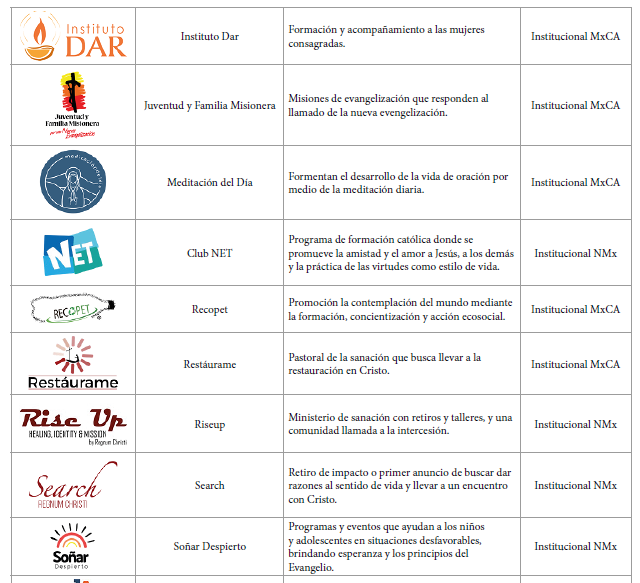 Instituto
DAR
Instituto Dar
Formación y acompañamiento a las mujeres
consagradas.
Institucional MxCA
Juventud y
Familia Misionera
por una Nueva
Evangelización
Juventud y Familia Misionera
Misiones de evangelización que responden al
llamado de la nueva evengelización.
Institucional MxCA
Meditación del Día
Formentan el desarrollo de la vida de oración por
medio de la meditación diaria.
Institucional MxCA
NET
Club NET
Programa de formación católica donde se
promueve la amistad y el amor a Jesús, a los demás
y la práctica de las virtudes como estilo de vida.
Institucional NMx
RECOPET
Recopet
Promoción la contemplación del mundo mediante
la formación, concientización y acción ecosocial.
Institucional MxCA
Restáurame
Restáurame
Pastoral de la sanación que busca llevar a la
restauración en Cristo.
Institucional MxCA
Rise Up
HEALING, IDENTITY & MISSION
by Regnum Christi
Riseup
Ministerio de sanación con retiros y talleres, y una
comunidad llamada a la intercesión.
Institucional NMx
Search
REGNUM CHRISTI
Search
Retiro de impacto o primer anuncio de buscar dar
razones al sentido de vida y llevar a un encuentro
con Cristo.
Institucional NMx
Soñar
Despierto
Soñar Despierto
Programas y eventos que ayudan a los niños
y adolescentes en situaciones desfavorables,
brindando esperanza y los principios del
Evangelio.
Institucional NMx